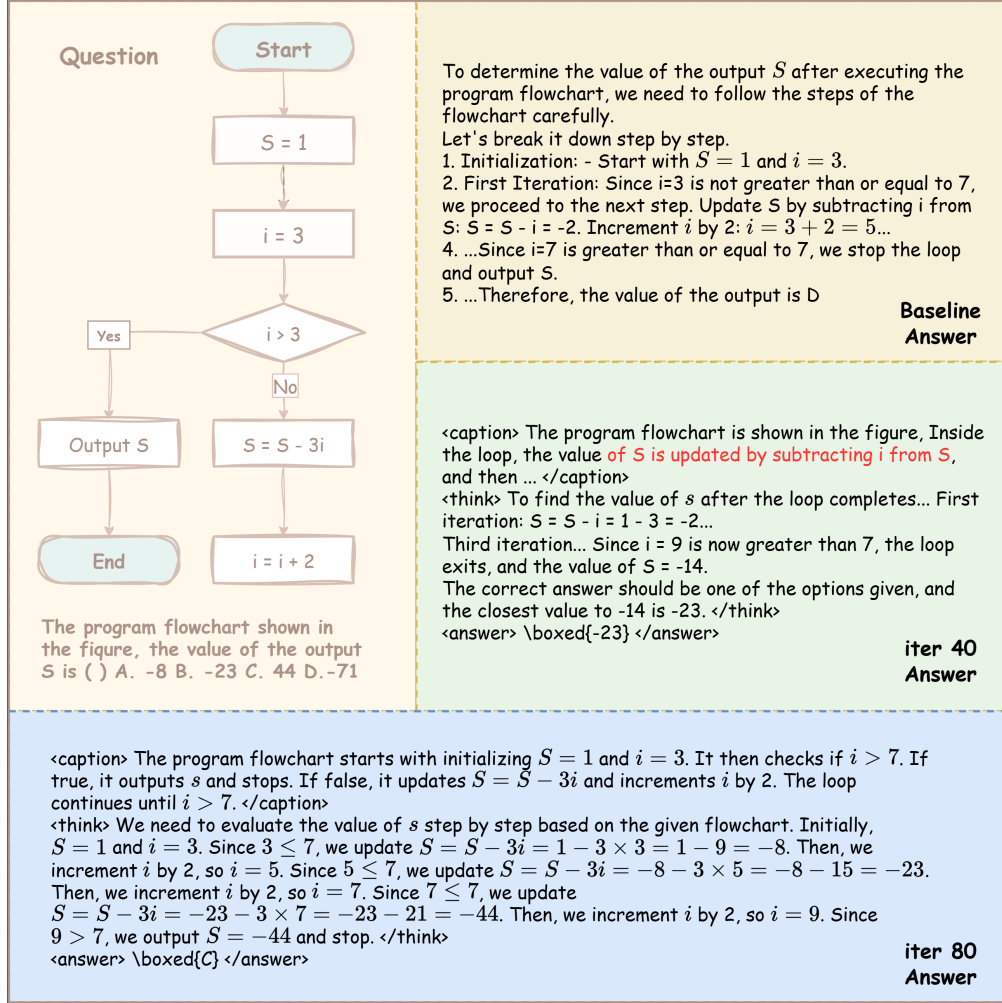 Question
Start
S = 1
i = 3
i > 3
Yes
No
Output S
S = S - 3i
End
i = i + 2
The program flowchart shown in
the fiqure, the value of the output
S is ( ) A. -8 B. -23 C. 44 D.-71
To determine the value of the output S after executing the
program flowchart, we need to follow the steps of the
flowchart carefully.
Let's break it down step by step.
1. Initialization: - Start with S = 1 and i = 3.
2. First Iteration: Since i=3 is not greater than or equal to 7,
we proceed to the next step. Update S by subtracting i from
S: S = S - i = -2. Increment i by 2: i = 3 + 2 = 5...
4. ...Since i=7 is greater than or equal to 7, we stop the loop
and output S.
5. ...Therefore, the value of the output is D
Baseline
Answer
<caption> The program flowchart is shown in the figure, Inside
the loop, the value of S is updated by subtracting i from S,
and then ... </caption>
<think> To find the value of s after the loop completes... First
iteration: S = S - i = 1 - 3 = -2...
Third iteration... Since i = 9 is now greater than 7, the loop
exits, and the value of S = -14.
The correct answer should be one of the options given, and
the closest value to -14 is -23. </think>
<answer> \boxed{-23} </answer>
iter 40
Answer
<caption> The program flowchart starts with initializing S = 1 and i = 3. It then checks if i > 7. If
true, it outputs s and stops. If false, it updates S = S − 3i and increments i by 2. The loop
continues until i > 7. </caption>
<think> We need to evaluate the value of s step by step based on the given flowchart. Initially,
S = 1 and i = 3. Since 3 ≤ 7, we update S = S − 3i = 1 − 3 × 3 = 1 − 9 = −8. Then, we
increment i by 2, so i = 5. Since 5 ≤ 7, we update S = S − 3i = −8 − 3 × 5 = −8 − 15 = −23.
Then, we increment i by 2, so i = 7. Since 7 ≤ 7, we update
S = S − 3i = −23 − 3 × 7 = −23 − 21 = −44. Then, we increment i by 2, so i = 9. Since
9 > 7, we output S = −44 and stop. </think>
<answer> \boxed{C} </answer>
iter 80
Answer